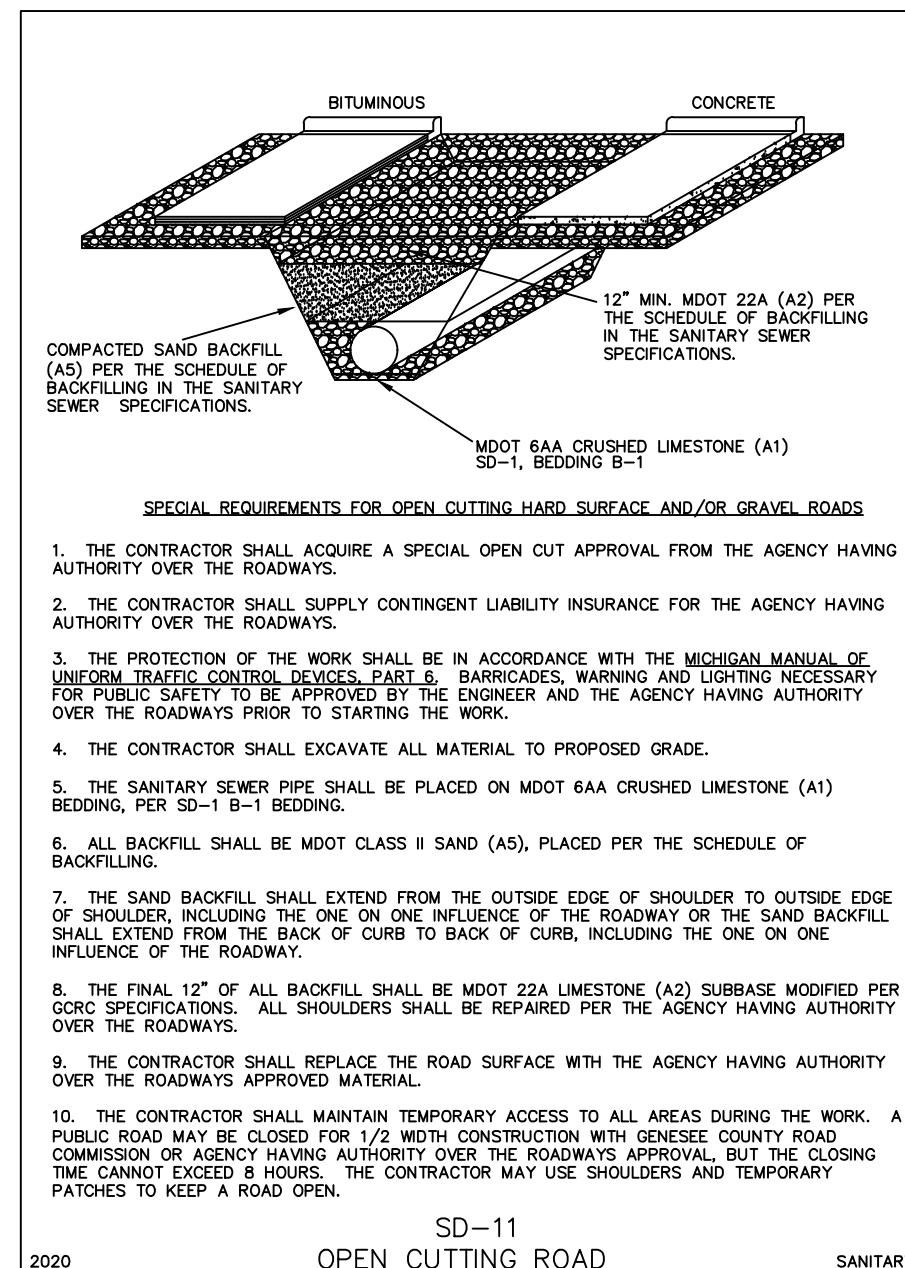 BITUMINOUS
CONCRETE
12" MIN. MDOT 22A (A2) PER
THE SCHEDULE OF BACKFILLING
IN THE SANITARY SEWER
SPECIFICATIONS.
COMPACTED SAND BACKFILL
(A5) PER THE SCHEDULE OF
BACKFILLING IN THE SANITARY
SEWER SPECIFICATIONS.
MDOT 6AA CRUSHED LIMESTONE (A1)
SD-1, BEDDING B-1
SPECIAL REQUIREMENTS FOR OPEN CUTTING HARD SURFACE AND/OR GRAVEL ROADS
1. THE CONTRACTOR SHALL ACQUIRE A SPECIAL OPEN CUT APPROVAL FROM THE AGENCY HAVING
AUTHORITY OVER THE ROADWAYS.
2. THE CONTRACTOR SHALL SUPPLY CONTINGENT LIABILITY INSURANCE FOR THE AGENCY HAVING
AUTHORITY OVER THE ROADWAYS.
3. THE PROTECTION OF THE WORK SHALL BE IN ACCORDANCE WITH THE MICHIGAN MANUAL OF
UNIFORM TRAFFIC CONTROL DEVICES, PART 6. BARRICADES, WARNING AND LIGHTING NECESSARY
FOR PUBLIC SAFETY TO BE APPROVED BY THE ENGINEER AND THE AGENCY HAVING AUTHORITY
OVER THE ROADWAYS PRIOR TO STARTING THE WORK.
4. THE CONTRACTOR SHALL EXCAVATE ALL MATERIAL TO PROPOSED GRADE.
5. THE SANITARY SEWER PIPE SHALL BE PLACED ON MDOT 6AA CRUSHED LIMESTONE (A1)
BEDDING, PER SD-1 B-1 BEDDING.
6. ALL BACKFILL SHALL BE MDOT CLASS II SAND (A5), PLACED PER THE SCHEDULE OF
BACKFILLING.
7. THE SAND BACKFILL SHALL EXTEND FROM THE OUTSIDE EDGE OF SHOULDER TO OUTSIDE EDGE
OF SHOULDER, INCLUDING THE ONE ON ONE INFLUENCE OF THE ROADWAY OR THE SAND BACKFILL
SHALL EXTEND FROM THE BACK OF CURB TO BACK OF CURB, INCLUDING THE ONE ON ONE
INFLUENCE OF THE ROADWAY.
8. THE FINAL 12" OF ALL BACKFILL SHALL BE MDOT 22A LIMESTONE (A2) SUBBASE MODIFIED PER
GCRC SPECIFICATIONS. ALL SHOULDERS SHALL BE REPAIRED PER THE AGENCY HAVING AUTHORITY
OVER THE ROADWAYS.
9. THE CONTRACTOR SHALL REPLACE THE ROAD SURFACE WITH THE AGENCY HAVING AUTHORITY
OVER THE ROADWAYS APPROVED MATERIAL.
10. THE CONTRACTOR SHALL MAINTAIN TEMPORARY ACCESS TO ALL AREAS DURING THE WORK. A
PUBLIC ROAD MAY BE CLOSED FOR 1/2 WIDTH CONSTRUCTION WITH GENESEE COUNTY ROAD
COMMISSION OR AGENCY HAVING AUTHORITY OVER THE ROADWAYS APPROVAL, BUT THE CLOSING
TIME CANNOT EXCEED 8 HOURS. THE CONTRACTOR MAY USE SHOULDERS AND TEMPORARY
PATCHES TO KEEP A ROAD OPEN.
SD-11
2020 OPEN CUTTING ROAD SANITAR